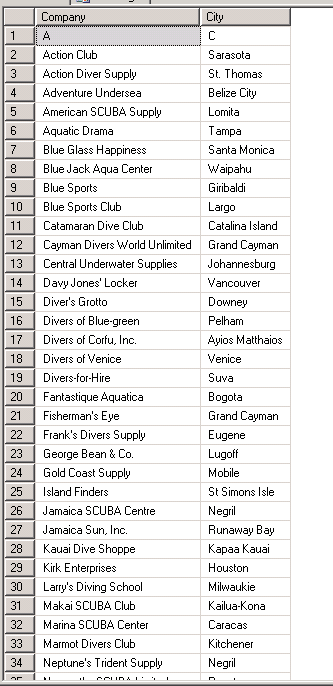 Company City
1 A C
2 Action Club Sarasota
3 Action Diver Supply St. Thomas
4 Adventure Undersea Belize City
5 American SCUBA Supply Lomita
6 Aquatic Drama Tampa
7 Blue Glass Happiness Santa Monica
8 Blue Jack Aqua Center Waipahu
9 Blue Sports Giribaldi
10 Blue Sports Club Largo
11 Catamaran Dive Club Catalina Island
12 Cayman Divers World Unlimited Grand Cayman
13 Central Underwater Supplies Johannesburg
14 Davy Jones' Locker Vancouver
15 Diver's Grotto Downey
16 Divers of Blue-green Pelham
17 Divers of Corfu, Inc. Ayios Matthaios
18 Divers of Venice Venice
19 Divers-for-Hire Suva
20 Fantastique Aquatica Bogota
21 Fisherman's Eye Grand Cayman
22 Frank's Divers Supply Eugene
23 George Bean & Co. Lugoff
24 Gold Coast Supply Mobile
25 Island Finders St Simons Isle
26 Jamaica SCUBA Centre Negril
27 Jamaica Sun, Inc. Runaway Bay
28 Kauai Dive Shoppe Kapaa Kauai
29 Kirk Enterprises Houston
30 Larry's Diving School Milwaukie
31 Makai SCUBA Club Kailua-Kona
32 Marina SCUBA Center Caracas
33 Marmot Divers Club Kitchener
34 Neptune's Trident Supply Negril